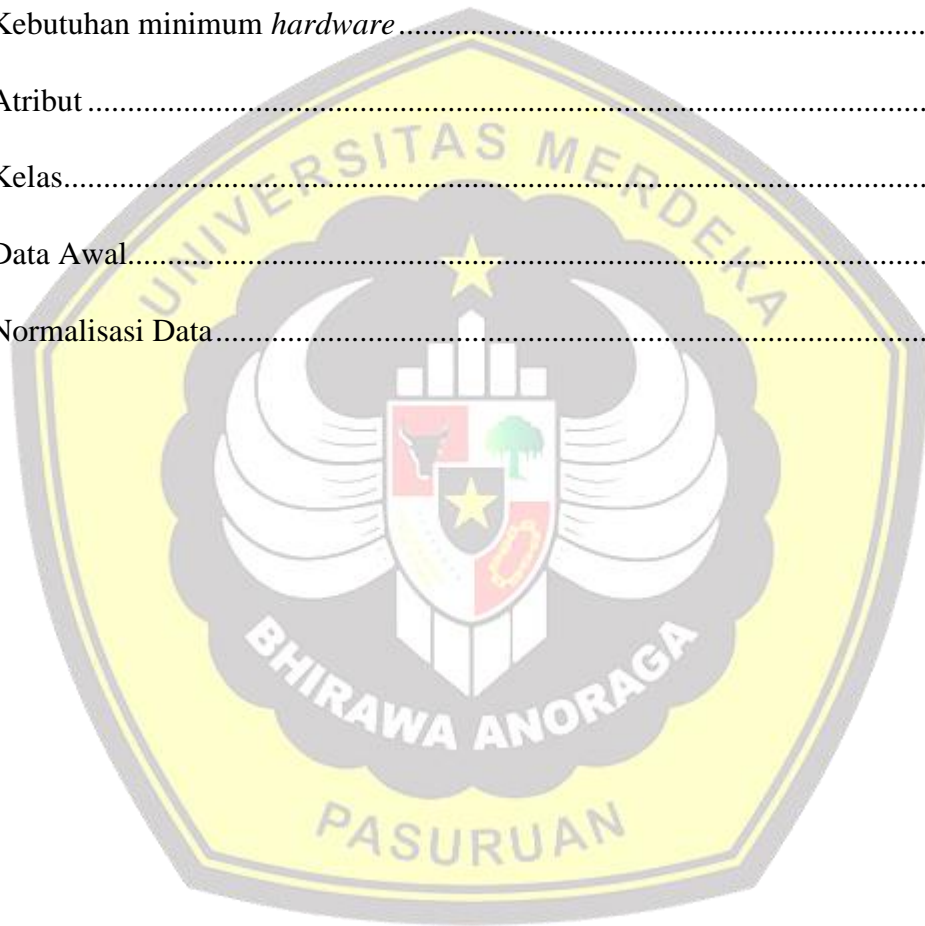 Kebutuhan minimum hardware........................................................................
Atribut........................................................................
Kelas........................................................................
Data Awal........................................................................
Normalisasi Data........................................................................
UNIVERSITAS MERDEKA
BHIRAWA ANORAGA
PASURUAN